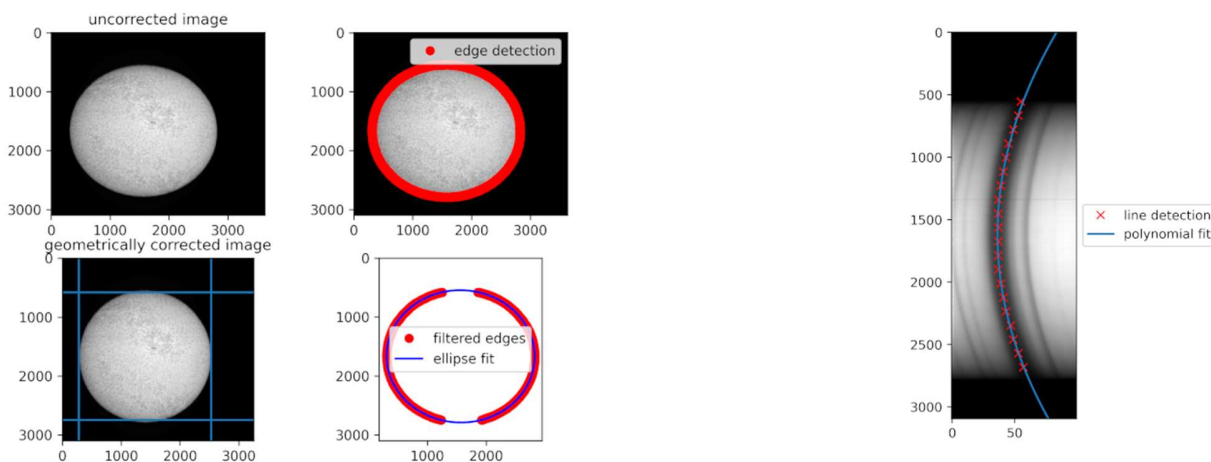 uncorrected image
0
1000
2000
3000
0 1000 2000 3000
0
1000
2000
3000
edge detection
0 1000 2000 3000
geometrically corrected image
0
1000
2000
3000
0 1000 2000 3000
0
1000
2000
3000
filtered edges
ellipse fit
1000 2000
0
500
1000
1500
2000
2500
3000
0 50
line detection
polynomial fit